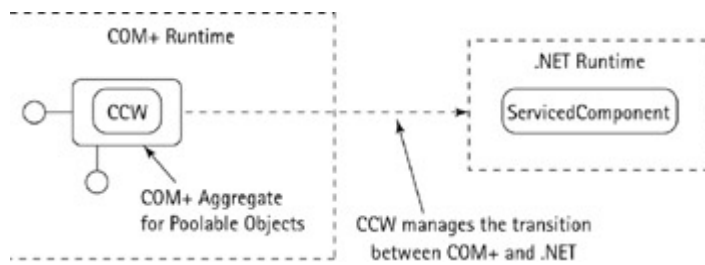 COM+ Runtime
.NET Runtime
CCW
ServicedComponent
COM+ Aggregate
for Poolable Objects
CCW manages the transition
between COM+ and .NET